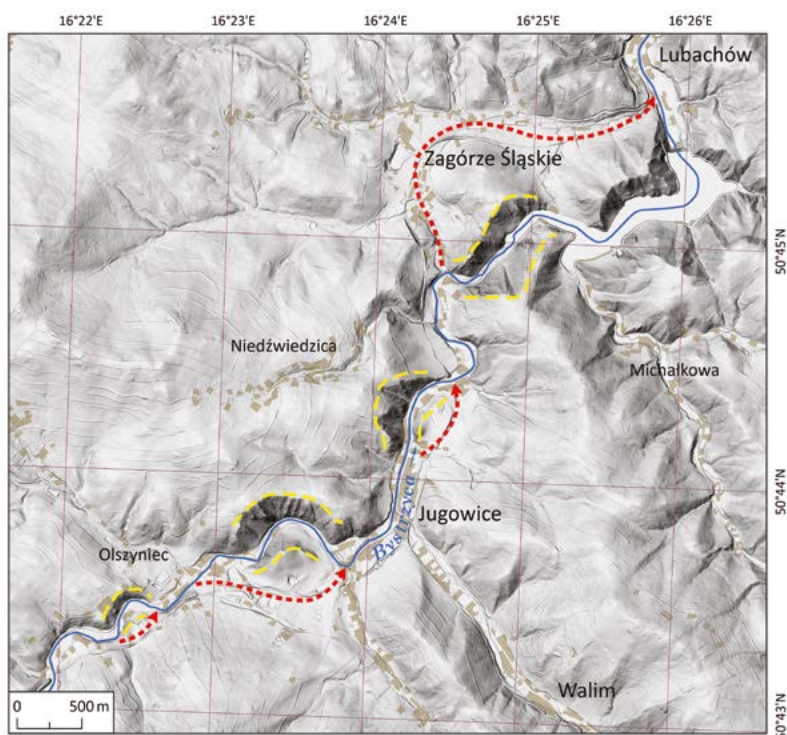 16°22'E 16°23'E 16°24'E 16°25'E 16°26'E
Lubachów
Zagórze Śląskie
50°45'N
Niedźwiedzica
Michałkowa
50°44'N
Jugowice
Bystrzyca
Olszyniec
Walim
0 500 m
50°43'N